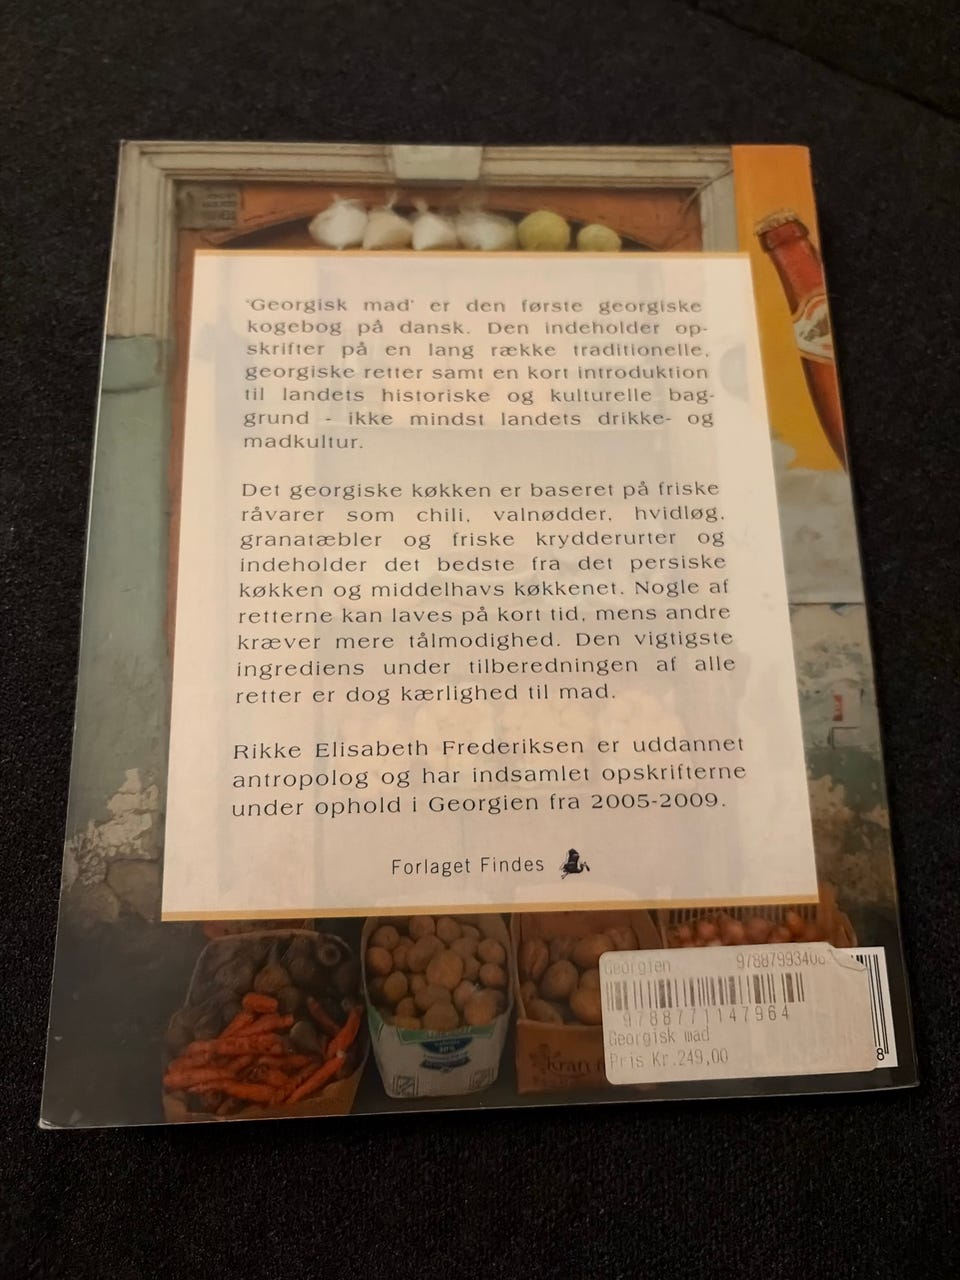 'Georgisk mad' er den første georgiske
kogebog på dansk. Den indeholder op-
skrifter på en lang række traditionelle,
georgiske retter samt en kort introduktion
til landets historiske og kulturelle bag-
grund - ikke mindst landets drikke- og
madkultur.
Det georgiske køkken er baseret på friske
råvarer som chili, valnødder, hvidløg,
granatæbler og friske krydderurter og
indeholder det bedste fra det persiske
køkken og middelhavs køkkenet. Nogle af
retterne kan laves på kort tid, mens andre
kræver mere tålmodighed. Den vigtigste
ingrediens under tilberedningen af alle
retter er dog kærlighed til mad.
Rikke Elisabeth Frederiksen er uddannet
antropolog og har indsamlet opskrifterne
under ophold i Georgien fra 2005-2009.
Forlaget Findes
Georgien
9788771147964
Georgisk mad
Pris Kr.249,00
8